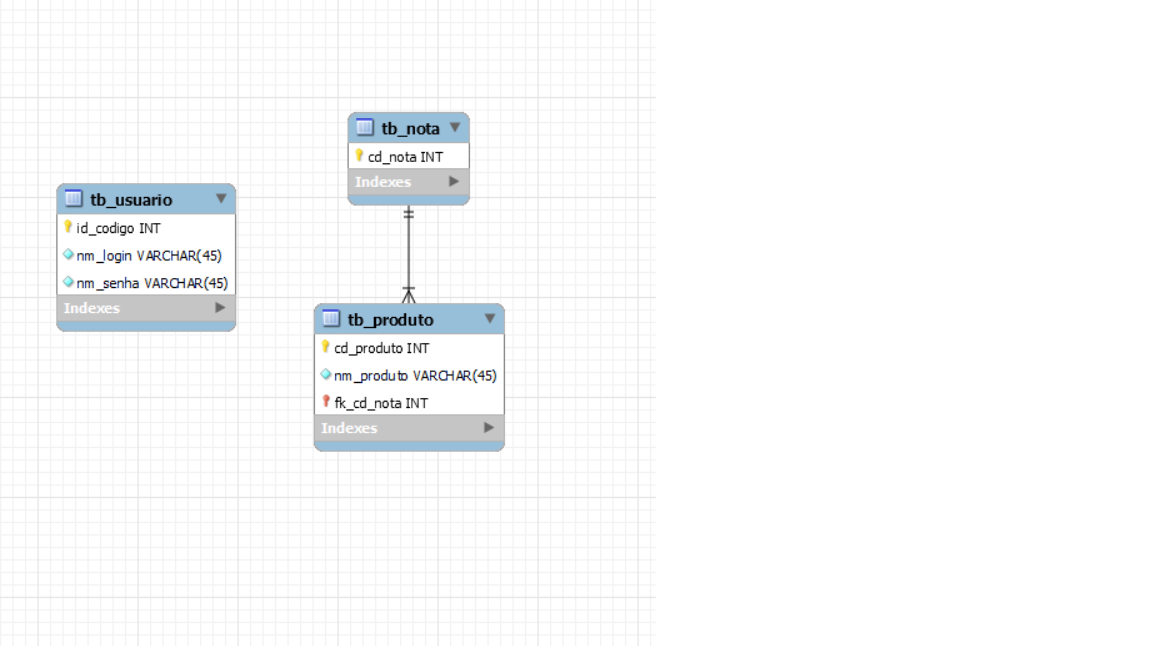 tb_usuario
id_codigo INT
nm_login VARCHAR(45)
nm_senha VARCHAR(45)
Indexes
tb_nota
cd_nota INT
Indexes
tb_produto
cd_produto INT
nm_produto VARCHAR(45)
fk_cd_nota INT
Indexes